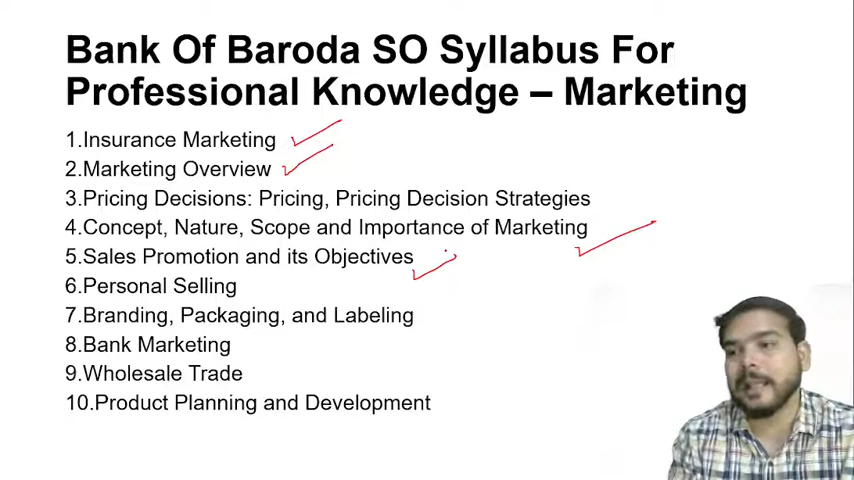 Bank Of Baroda SO Syllabus For
Professional Knowledge – Marketing
1.Insurance Marketing
2.Marketing Overview
3.Pricing Decisions: Pricing, Pricing Decision Strategies
4.Concept, Nature, Scope and Importance of Marketing
5.Sales Promotion and its Objectives
6.Personal Selling
7.Branding, Packaging, and Labeling
8.Bank Marketing
9.Wholesale Trade
10.Product Planning and Development